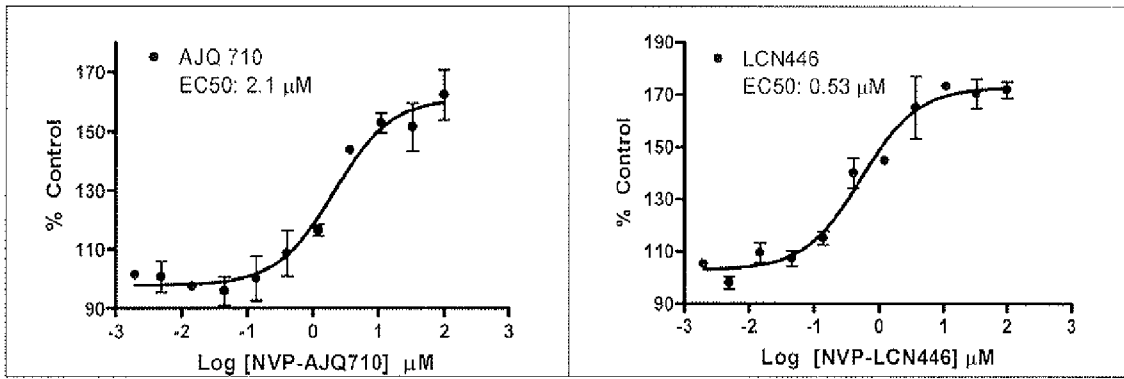 AJQ 710
EC50: 2.1 μM
170
150
130
110
90
% Control
-3 -2 -1 0 1 2 3
Log [NVP-AJQ710] μM
LCN446
EC50: 0.53 μM
190
170
150
130
110
90
% Control
-3 -2 -1 0 1 2 3
Log [NVP-LCN446] μM